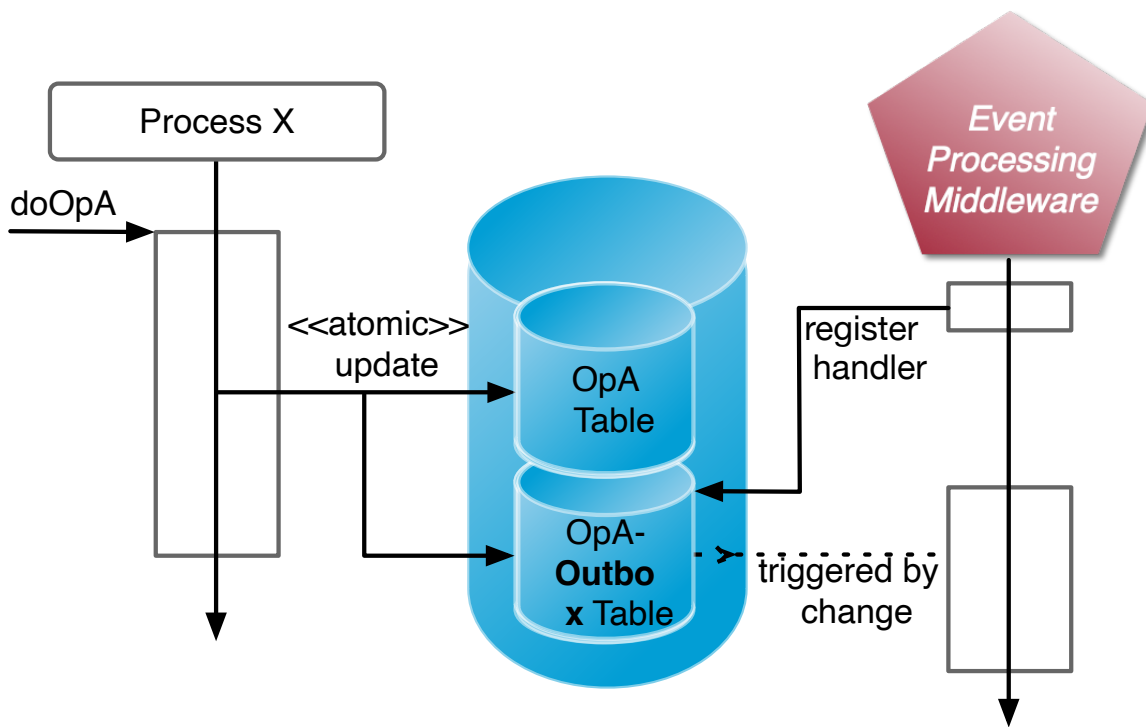 Process X
Event
Processing
Middleware
doOpA
<<atomic>>
update
register
handler
OpA
Table
OpA-
Outbo
x Table
triggered by
change